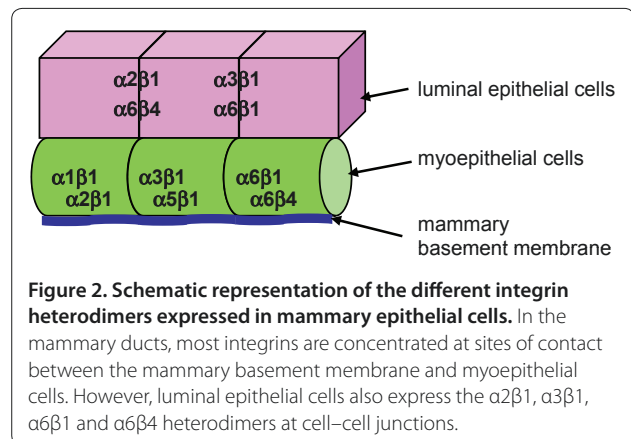 α2β1 α3β1
α6β4 α6β1
luminal epithelial cells
α1β1 α3β1 α6β1
α2β1 α5β1 α6β4
myoepithelial cells
mammary
basement membrane
Figure 2. Schematic representation of the different integrin
heterodimers expressed in mammary epithelial cells. In the
mammary ducts, most integrins are concentrated at sites of contact
between the mammary basement membrane and myoepithelial
cells. However, luminal epithelial cells also express the α2β1, α3β1,
α6β1 and α6β4 heterodimers at cell–cell junctions.